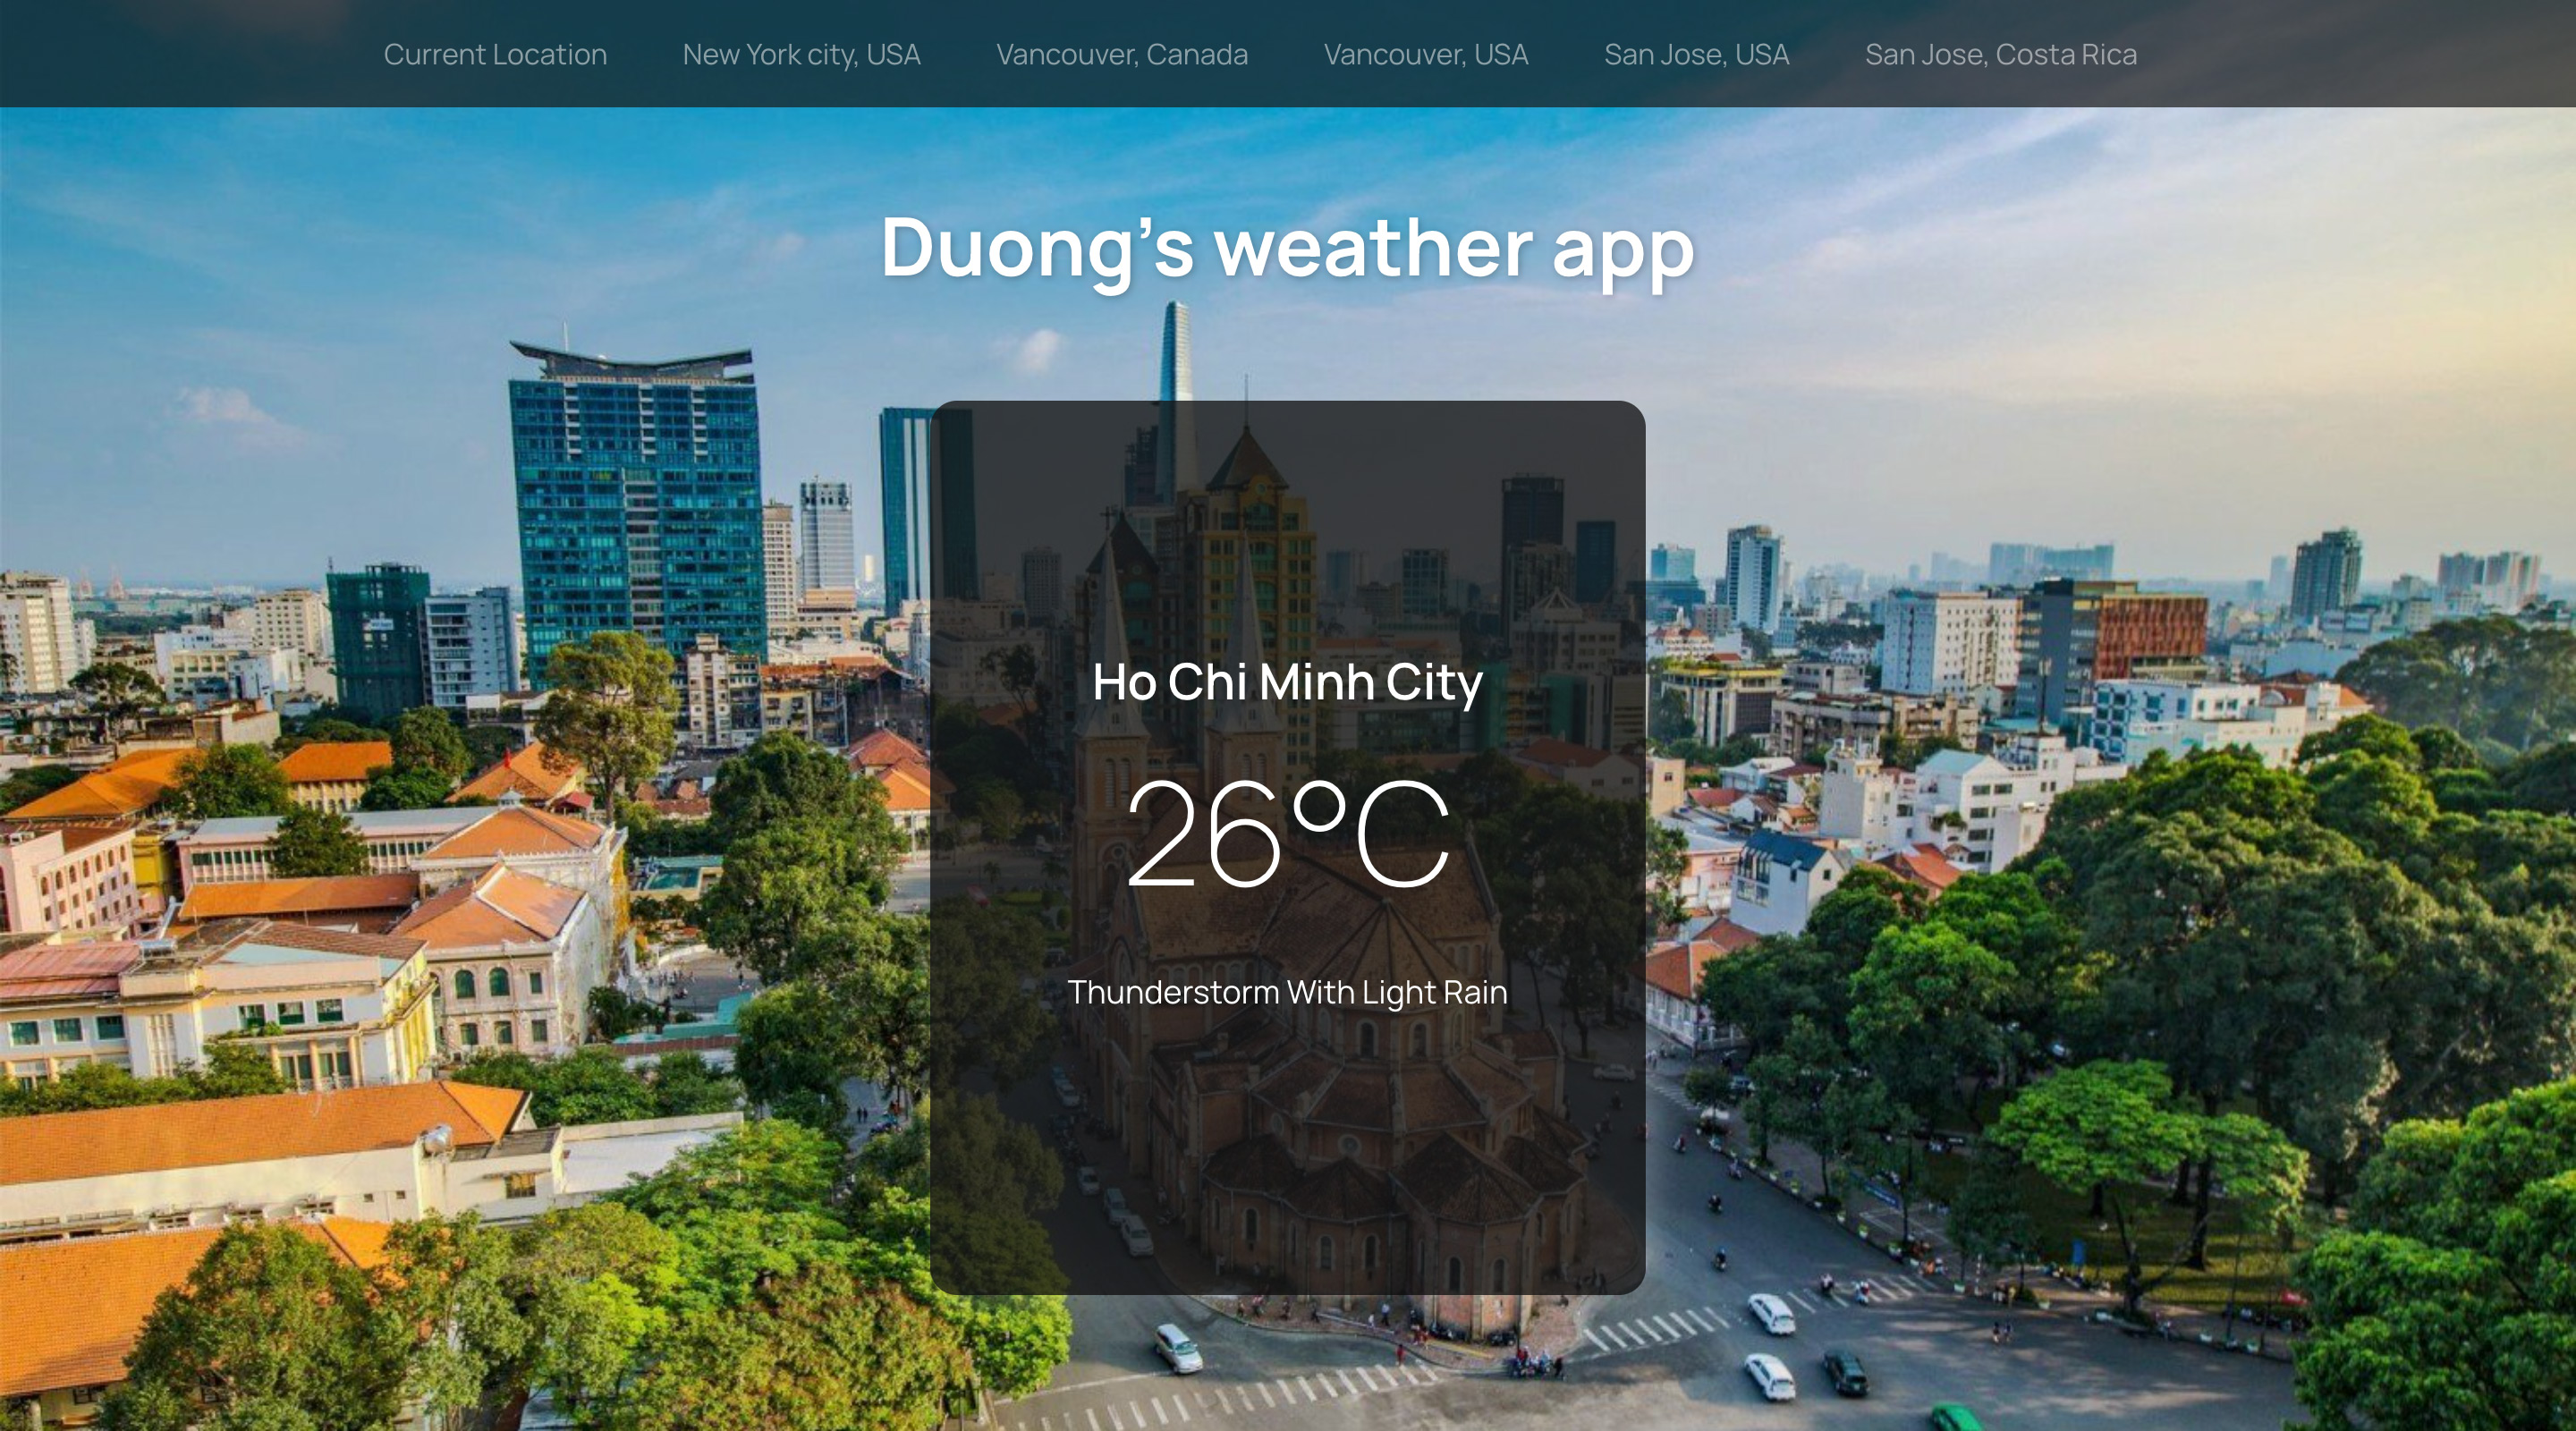 Current Location New York city, USA Vancouver, Canada Vancouver, USA San Jose, USA San Jose, Costa Rica
Duong's weather app
Ho Chi Minh City
26°C
Thunderstorm With Light Rain